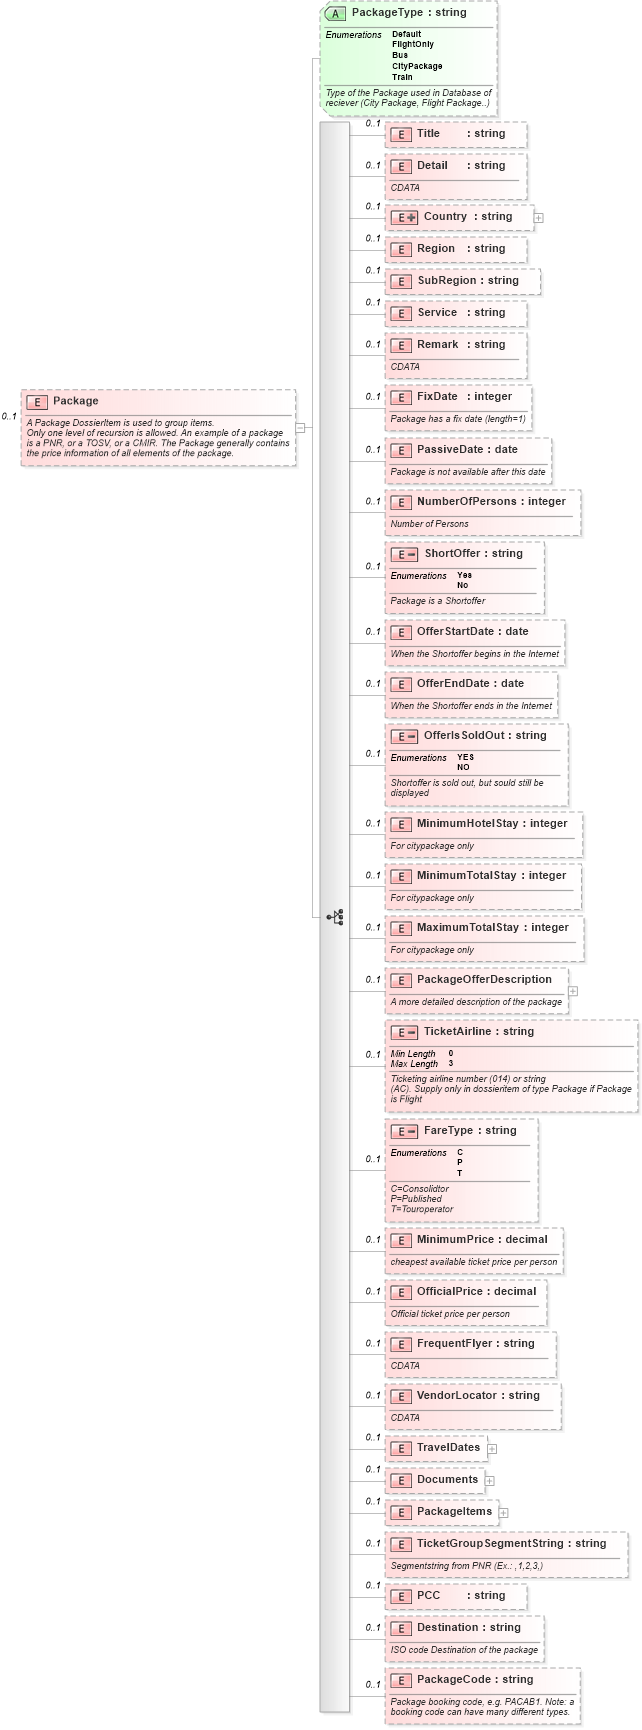 A PackageType : string
Enumerations Default
FlightOnly
Bus
CityPackage
Train
Type of the Package used in Database of
reciever (City Package, Flight Package..)
0..1
E Title : string
0..1
E Detail : string
CDATA
0..1
E Country : string
0..1
E Region : string
0..1
E SubRegion : string
0..1
E Service : string
0..1
E Remark : string
CDATA
0..1
E Package
A Package DossierItem is used to group items.
Only one level of recursion is allowed. An example of a package
is a PNR, or a TOSV, or a CMIR. The Package generally contains
the price information of all elements of the package.
0..1
E FixDate : integer
Package has a fix date (length=1)
0..1
E PassiveDate : date
Package is not available after this date
0..1
E NumberOfPersons : integer
Number of Persons
0..1
E ShortOffer : string
Enumerations Yes
No
Package is a Shortoffer
0..1
E OfferStartDate : date
When the Shortoffer begins in the Internet
0..1
E OfferEndDate : date
When the Shortoffer ends in the Internet
0..1
E OfferIsSoldOut : string
Enumerations YES
NO
Shortoffer is sold out, but sould still be
displayed
0..1
E MinimumHotelStay : integer
For citypackage only
0..1
E MinimumTotalStay : integer
For citypackage only
0..1
E MaximumTotalStay : integer
For citypackage only
0..1
E PackageOfferDescription
A more detailed description of the package
0..1
E TicketAirline : string
Min Length 0
Max Length 3
Ticketing airline number (014) or string
(AC). Supply only in dossieritem of type Package if Package
is Flight
0..1
E FareType : string
Enumerations C
P
T
C=Consolidtor
P=Published
T=Touroperator
0..1
E MinimumPrice : decimal
cheapest available ticket price per person
0..1
E OfficialPrice : decimal
Official ticket price per person
0..1
E FrequentFlyer : string
CDATA
0..1
E VendorLocator : string
CDATA
0..1
E TravelDates
0..1
E Documents
0..1
E PackageItems
0..1
E TicketGroupSegmentString : string
Segmentstring from PNR (Ex.: ,1,2,3,)
0..1
E PCC : string
0..1
E Destination : string
ISO code Destination of the package
0..1
E PackageCode : string
Package booking code, e.g. PACAB1. Note: a
booking code can have many different types.